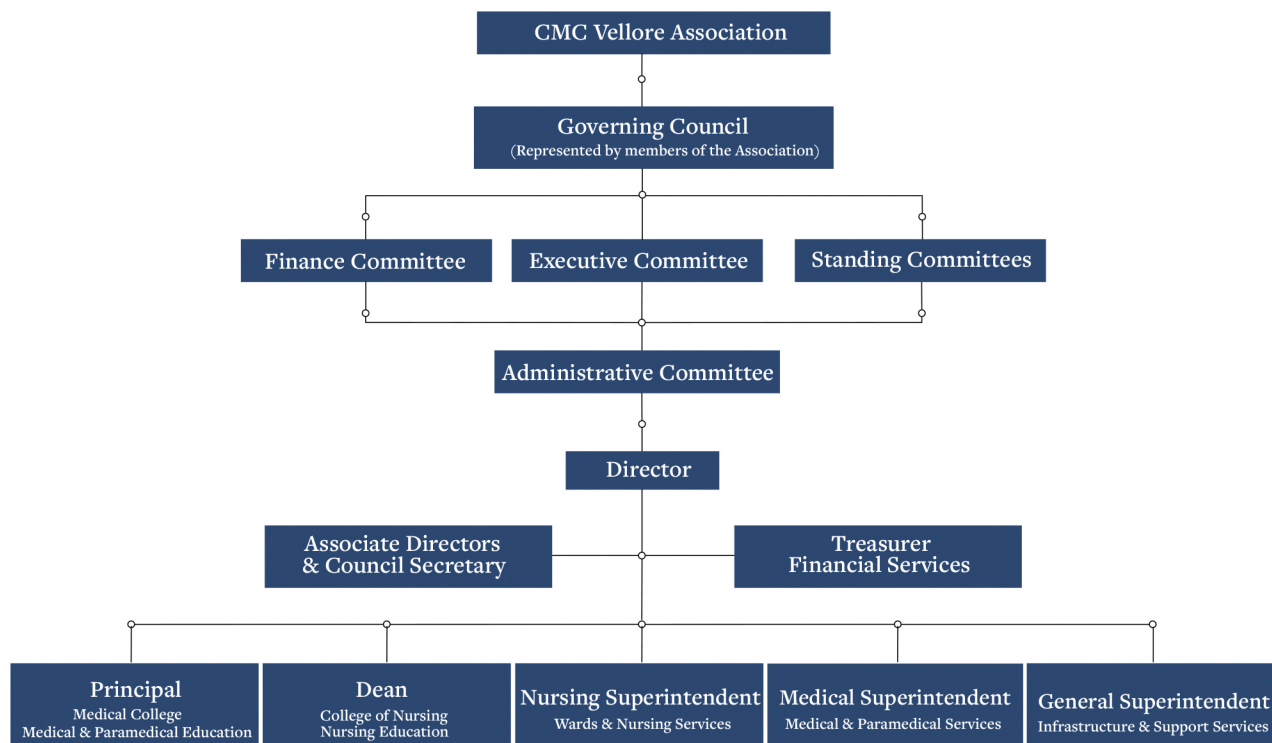 CMC Vellore Association
Governing Council
(Represented by members of the Association)
Finance Committee
Executive Committee
Standing Committees
Administrative Committee
Director
Associate Directors
& Council Secretary
Treasurer
Financial Services
Principal
Medical College
Medical & Paramedical Education
Dean
College of Nursing
Nursing Education
Nursing Superintendent
Wards & Nursing Services
Medical Superintendent
Medical & Paramedical Services
General Superintendent
Infrastructure & Support Services